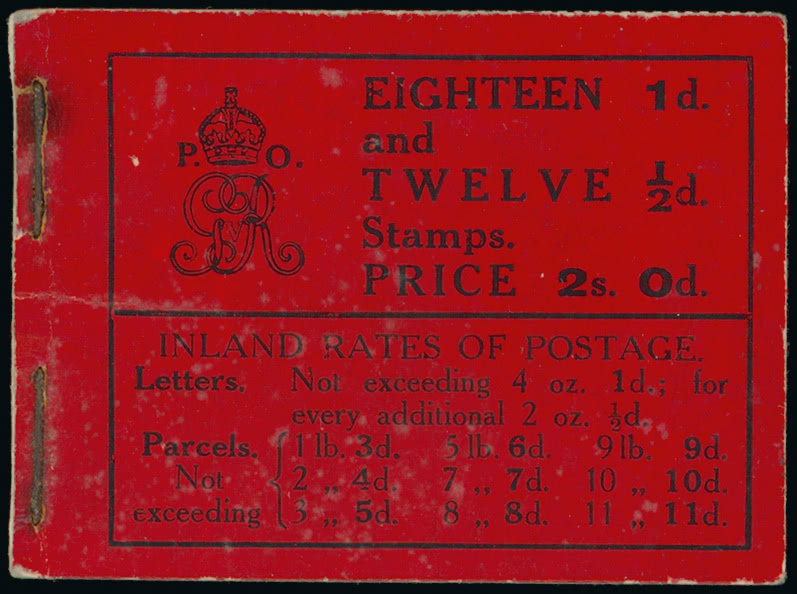 P. O.
GvR
EIGHTEEN 1d.
and
TWELVE ½d.
Stamps.
PRICE 2s. 0d.
INLAND RATES OF POSTAGE.
Letters. Not exceeding 4 oz. 1d.; for
every additional 2 oz. ½d.
Parcels. { 1 lb. 3d. 5 lb. 6d. 9 lb. 9d.
Not 2 „ 4d. 7 „ 7d. 10 „ 10d.
exceeding 3 „ 5d. 8 „ 8d. 11 „ 11d.